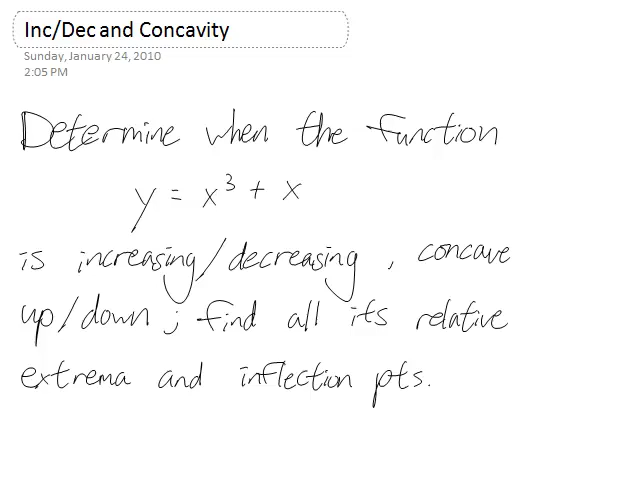 Inc/Dec and Concavity
Sunday, January 24, 2010
2:05 PM
Determine when the function
y = x³ + x
is increasing/decreasing, concave
up/down; find all its relative
extrema and inflection pts.